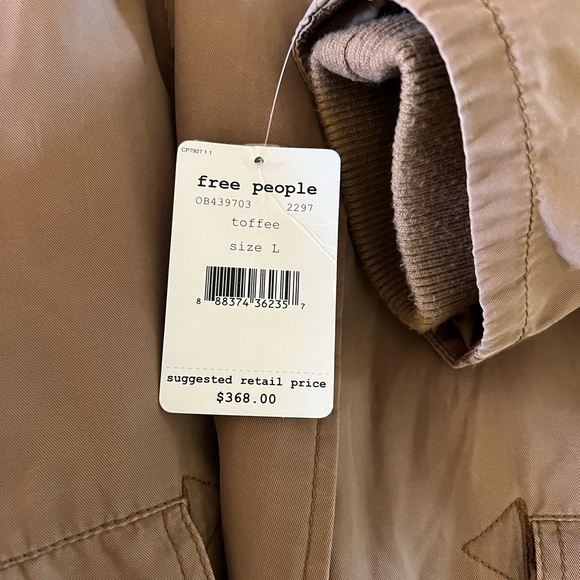 CP7927 1 1
free people
OB439703 2297
toffee
size L
8 88374 36235 7
suggested retail price
$368.00